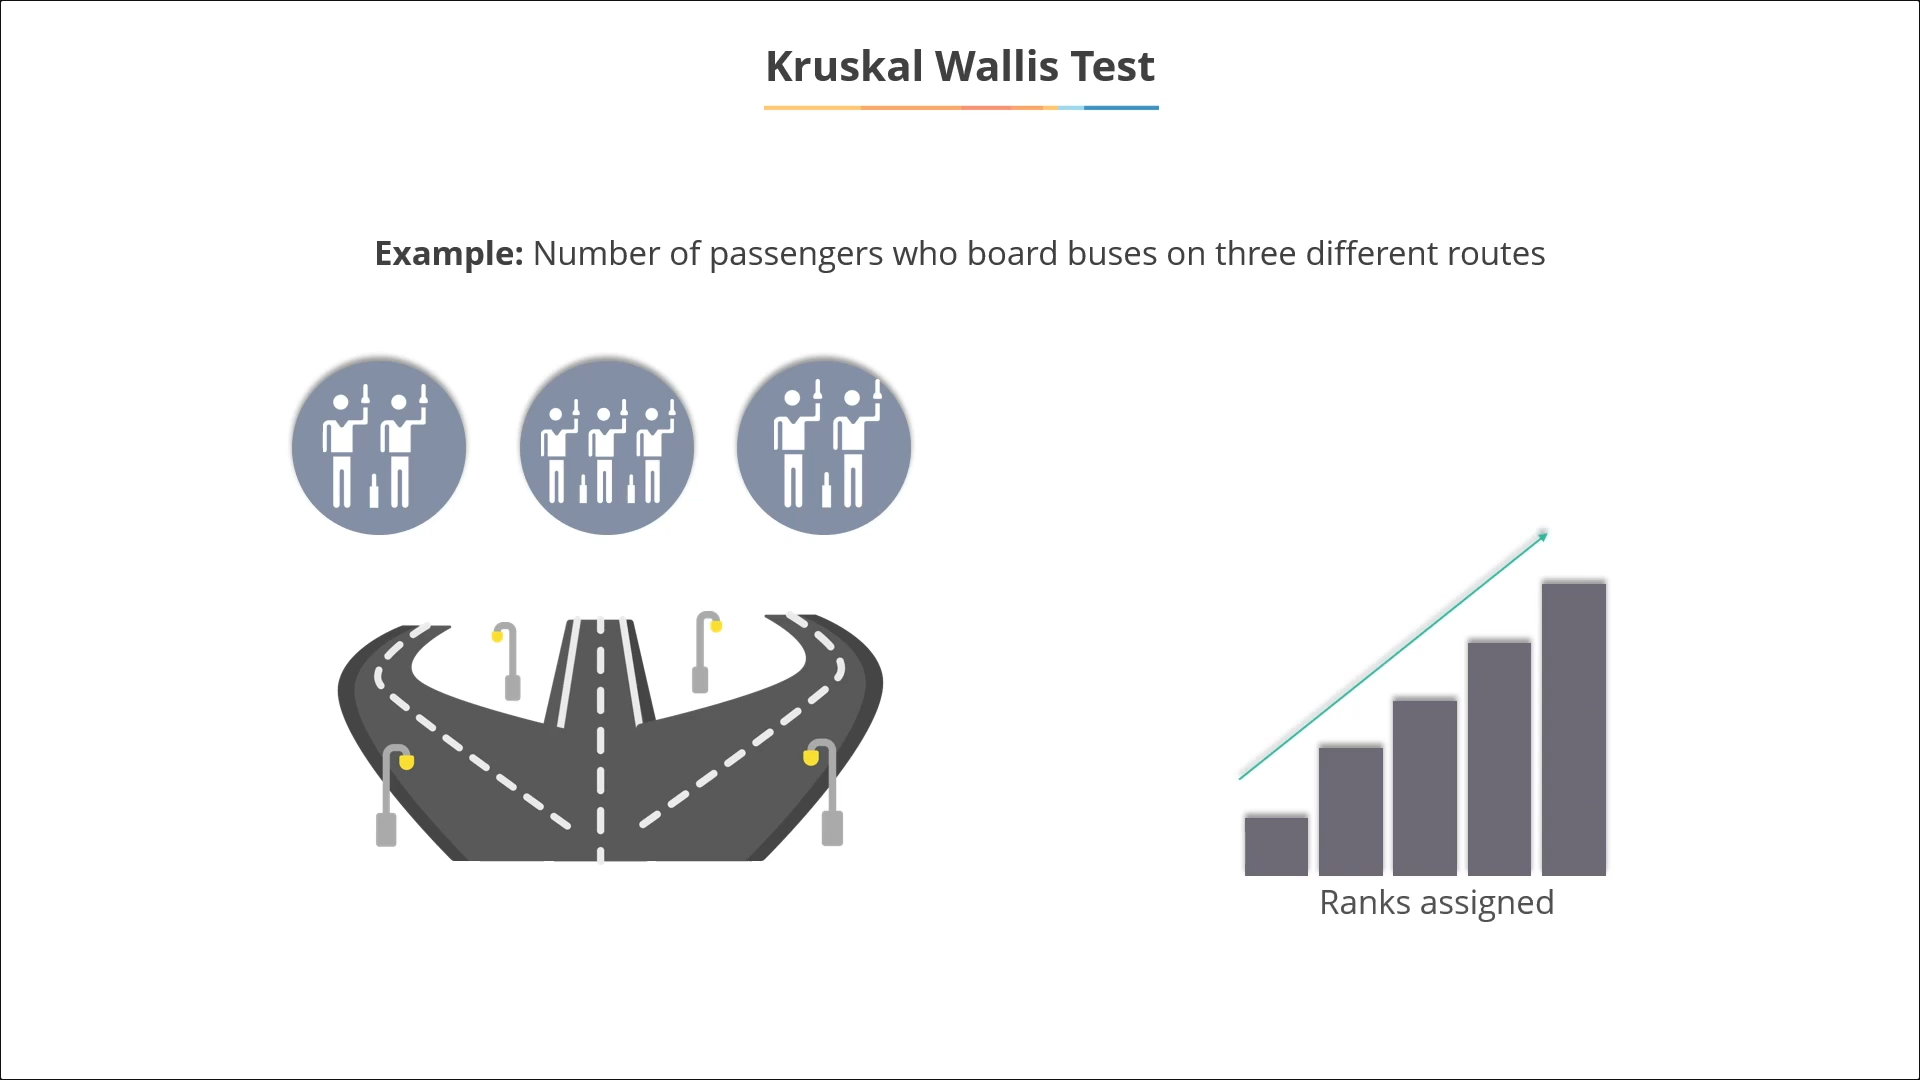 Kruskal Wallis Test
Example: Number of passengers who board buses on three different routes
Ranks assigned